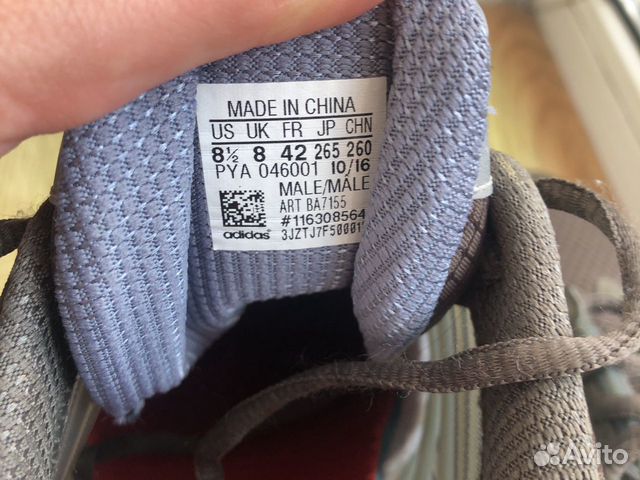 MADE IN CHINA
US UK FR JP CHN
8½ 8 42 265 260
PYA 046001 10/16
MALE/MALE
ART BA7155
#116308564
adidas 3JZTJ7F50001
Avito